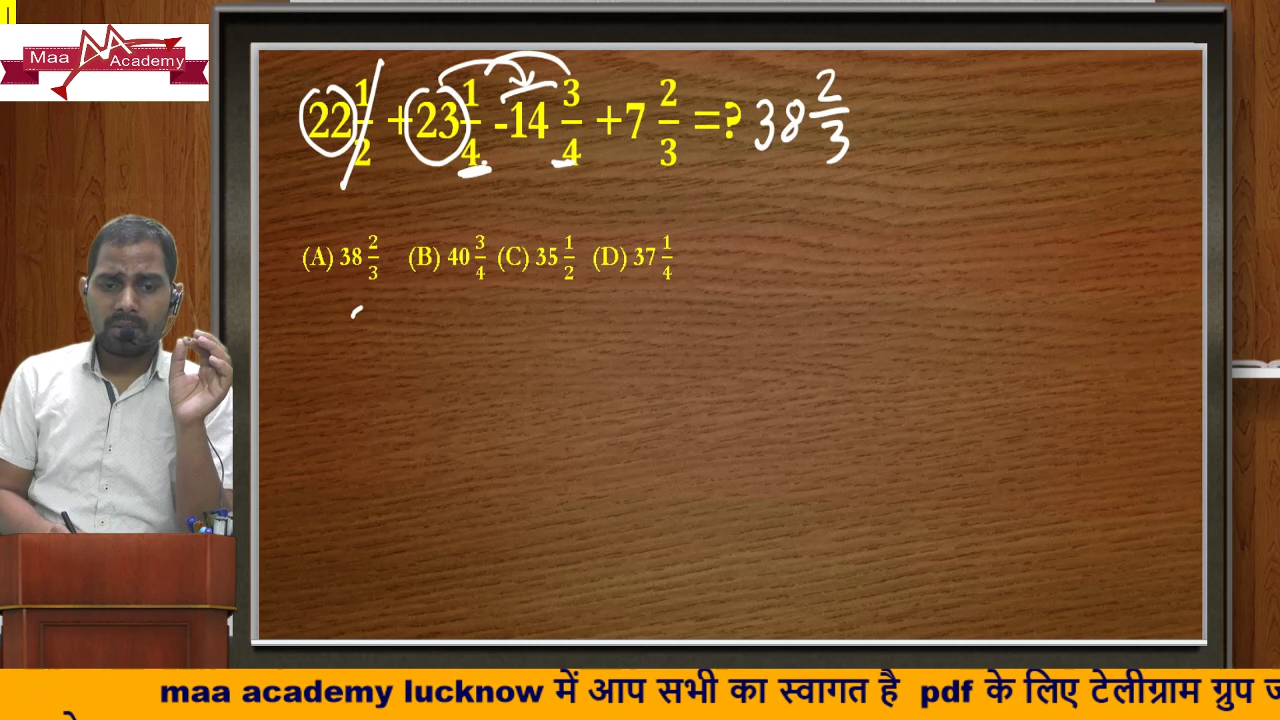 Maa Academy
22 1/2 + 23 1/4 - 14 3/4 + 7 2/3 = ? 38 2/3
(A) 38 2/3 (B) 40 3/4 (C) 35 1/2 (D) 37 1/4
maa academy lucknow में आप सभी का स्वागत है pdf के लिए टेलीग्राम ग्रुप